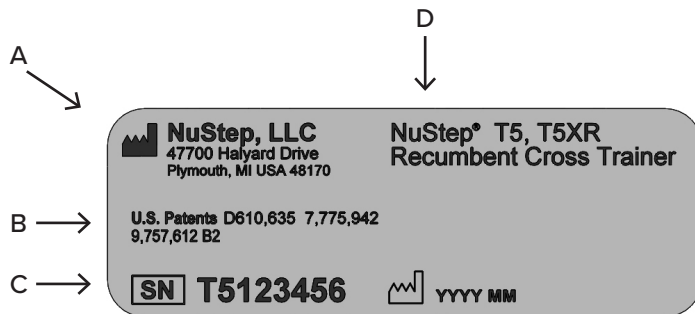 D
A
NuStep, LLC
47700 Halyard Drive
Plymouth, MI USA 48170
NuStep® T5, T5XR
Recumbent Cross Trainer
B
U.S. Patents D610,635 7,775,942
9,757,612 B2
C
SN T5123456
YYYY MM